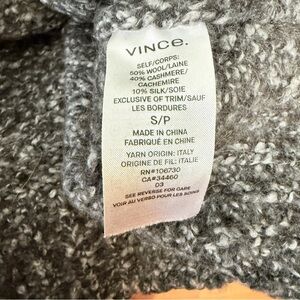 VINCE.
SELF/CORPS:
50% WOOL/LAINE
40% CASHMERE/
CACHEMIRE
10% SILK/SOIE
EXCLUSIVE OF TRIM/SAUF
LES BORDURES
S/P
MADE IN CHINA
FABRIQUÉ EN CHINE
YARN ORIGIN: ITALY
ORIGINE DE FIL: ITALIE
RN#106730
CA#34460
D3
SEE REVERSE FOR CARE
VOIR AU VERSO POUR LES SOINS